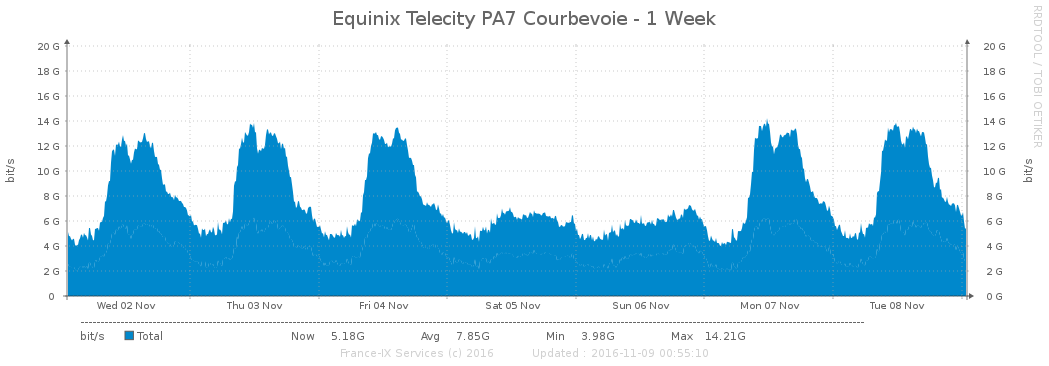 Equinix Telecity PA7 Courbevoie - 1 Week
RRDTOOL / TOBI OETIKER
20 G 20 G
18 G 18 G
16 G 16 G
14 G 14 G
12 G 12 G
10 G 10 G
8 G 8 G
6 G 6 G
4 G 4 G
2 G 2 G
0 0 G
bit/s bit/s
Wed 02 Nov Thu 03 Nov Fri 04 Nov Sat 05 Nov Sun 06 Nov Mon 07 Nov Tue 08 Nov
bit/s Total Now 5.18G Avg 7.85G Min 3.98G Max 14.21G
France-IX Services (c) 2016 Updated : 2016-11-09 00:55:10